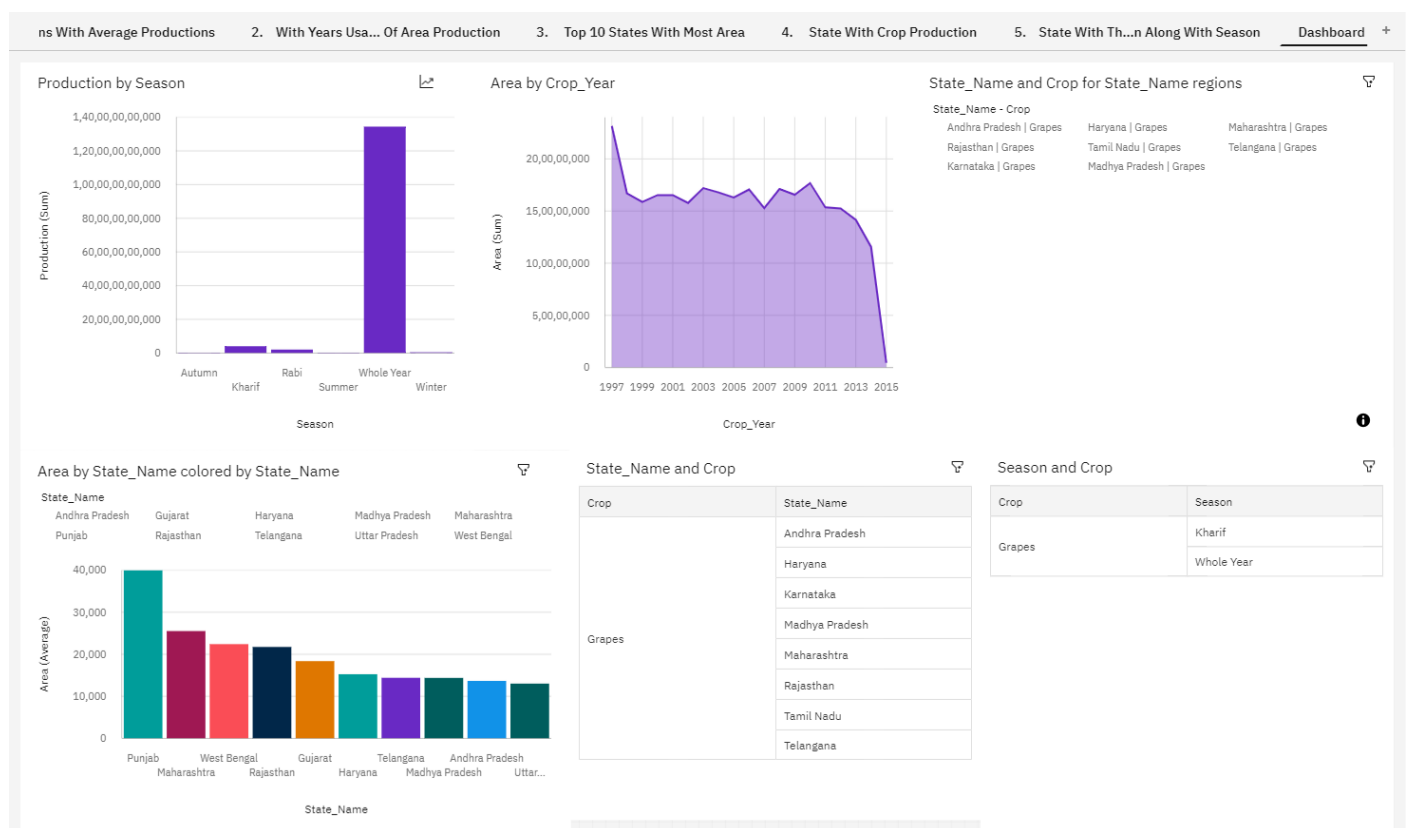 ns With Average Productions 2. With Years Usa... Of Area Production 3. Top 10 States With Most Area 4. State With Crop Production 5. State With Th...n Along With Season Dashboard +
Production by Season
1,40,00,00,00,000
1,20,00,00,00,000
1,00,00,00,00,000
80,00,00,00,000
60,00,00,00,000
40,00,00,00,000
20,00,00,00,000
0
Production (Sum)
Autumn Rabi Whole Year
Kharif Summer Winter
Season
Area by Crop_Year
20,00,00,000
15,00,00,000
10,00,00,000
5,00,00,000
0
Area (Sum)
1997 1999 2001 2003 2005 2007 2009 2011 2013 2015
Crop_Year
State_Name and Crop for State_Name regions
State_Name - Crop
Andhra Pradesh | Grapes Haryana | Grapes Maharashtra | Grapes
Rajasthan | Grapes Tamil Nadu | Grapes Telangana | Grapes
Karnataka | Grapes Madhya Pradesh | Grapes
Area by State_Name colored by State_Name
State_Name
Andhra Pradesh Gujarat Haryana Madhya Pradesh Maharashtra
Punjab Rajasthan Telangana Uttar Pradesh West Bengal
40,000
30,000
20,000
10,000
0
Area (Average)
Punjab West Bengal Gujarat Telangana Andhra Pradesh
Maharashtra Rajasthan Haryana Madhya Pradesh Uttar...
State_Name
State_Name and Crop
Crop State_Name
Andhra Pradesh
Haryana
Karnataka
Madhya Pradesh
Grapes
Maharashtra
Rajasthan
Tamil Nadu
Telangana
Season and Crop
Crop Season
Kharif
Grapes
Whole Year